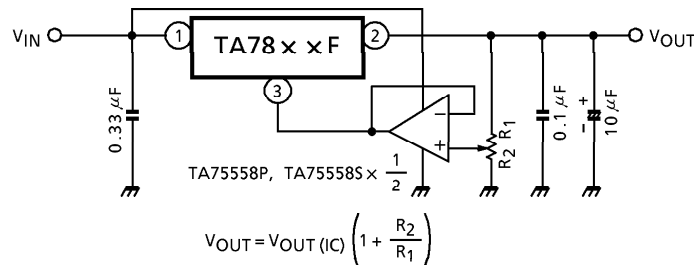 VIN
1
TA78××F
2
VOUT
3
0.33 μF
−
+
R1
R2
0.1 μF
+
−
10 μF
TA75558P, TA75558S × 1/2
VOUT = VOUT (IC) (1 + R2/R1)